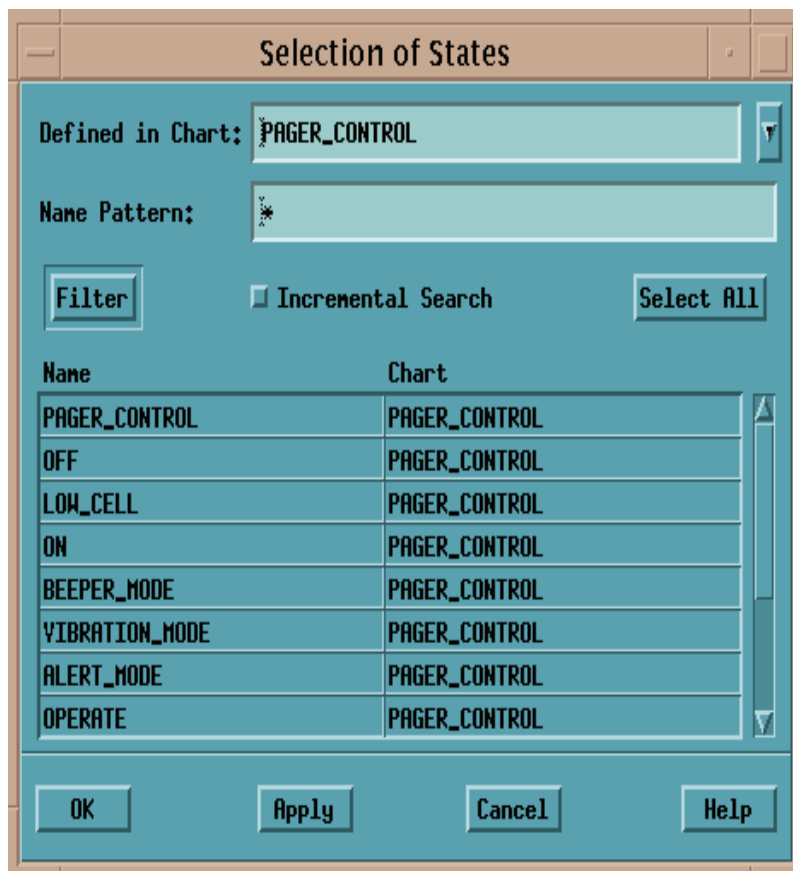 Selection of States
Defined in Chart: PAGER_CONTROL
Name Pattern: *
Filter Incremental Search Select All
Name Chart
PAGER_CONTROL PAGER_CONTROL
OFF PAGER_CONTROL
LOW_CELL PAGER_CONTROL
ON PAGER_CONTROL
BEEPER_MODE PAGER_CONTROL
VIBRATION_MODE PAGER_CONTROL
ALERT_MODE PAGER_CONTROL
OPERATE PAGER_CONTROL
OK Apply Cancel Help